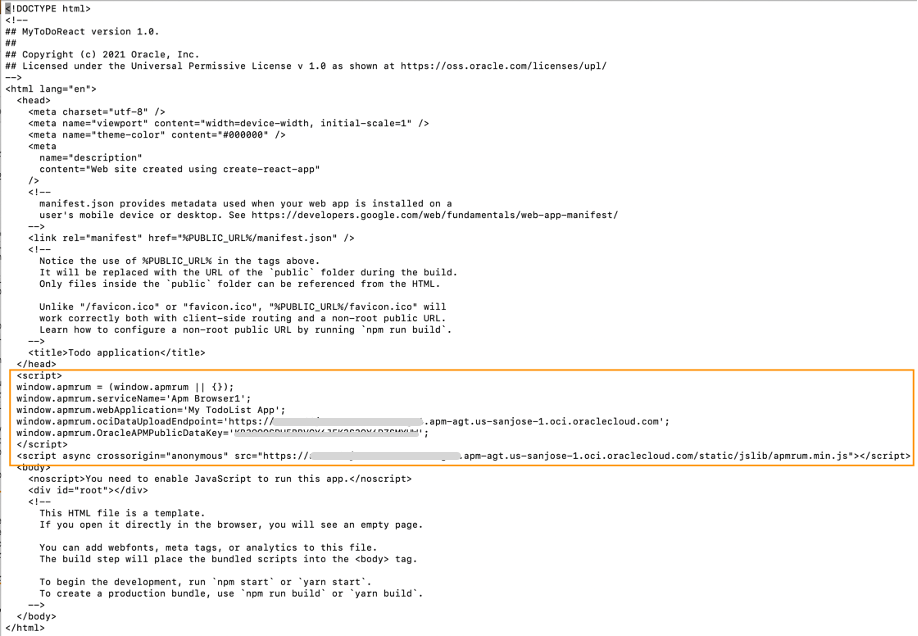 <!DOCTYPE html>
<!--
## MyToDoReact version 1.0.
##
## Copyright (c) 2021 Oracle, Inc.
## Licensed under the Universal Permissive License v 1.0 as shown at https://oss.oracle.com/licenses/upl/
-->
<html lang="en">
<head>
<meta charset="utf-8" />
<meta name="viewport" content="width=device-width, initial-scale=1" />
<meta name="theme-color" content="#000000" />
<meta
name="description"
content="Web site created using create-react-app"
/>
<!--
manifest.json provides metadata used when your web app is installed on a
user's mobile device or desktop. See https://developers.google.com/web/fundamentals/web-app-manifest/
-->
<link rel="manifest" href="%PUBLIC_URL%/manifest.json" />
<!--
Notice the use of %PUBLIC_URL% in the tags above.
It will be replaced with the URL of the `public` folder during the build.
Only files inside the `public` folder can be referenced from the HTML.

Unlike "/favicon.ico" or "favicon.ico", "%PUBLIC_URL%/favicon.ico" will
work correctly both with client-side routing and a non-root public URL.
Learn how to configure a non-root public URL by running `npm run build`.
-->
<title>Todo application</title>
</head>
<script>
window.apmrum = (window.apmrum || {});
window.apmrum.serviceName='Apm Browser1';
window.apmrum.webApplication='My TodoList App';
window.apmrum.ociDataUploadEndpoint='https:// .apm-agt.us-sanjose-1.oci.oraclecloud.com';
window.apmrum.OracleAPMPublicDataKey=' ';
</script>
<script async crossorigin="anonymous" src="https:// .apm-agt.us-sanjose-1.oci.oraclecloud.com/static/jslib/apmrum.min.js"></script>
<body>
<noscript>You need to enable JavaScript to run this app.</noscript>
<div id="root"></div>
<!--
This HTML file is a template.
If you open it directly in the browser, you will see an empty page.

You can add webfonts, meta tags, or analytics to this file.
The build step will place the bundled scripts into the <body> tag.

To begin the development, run `npm start` or `yarn start`.
To create a production bundle, use `npm run build` or `yarn build`.
-->
</body>
</html>